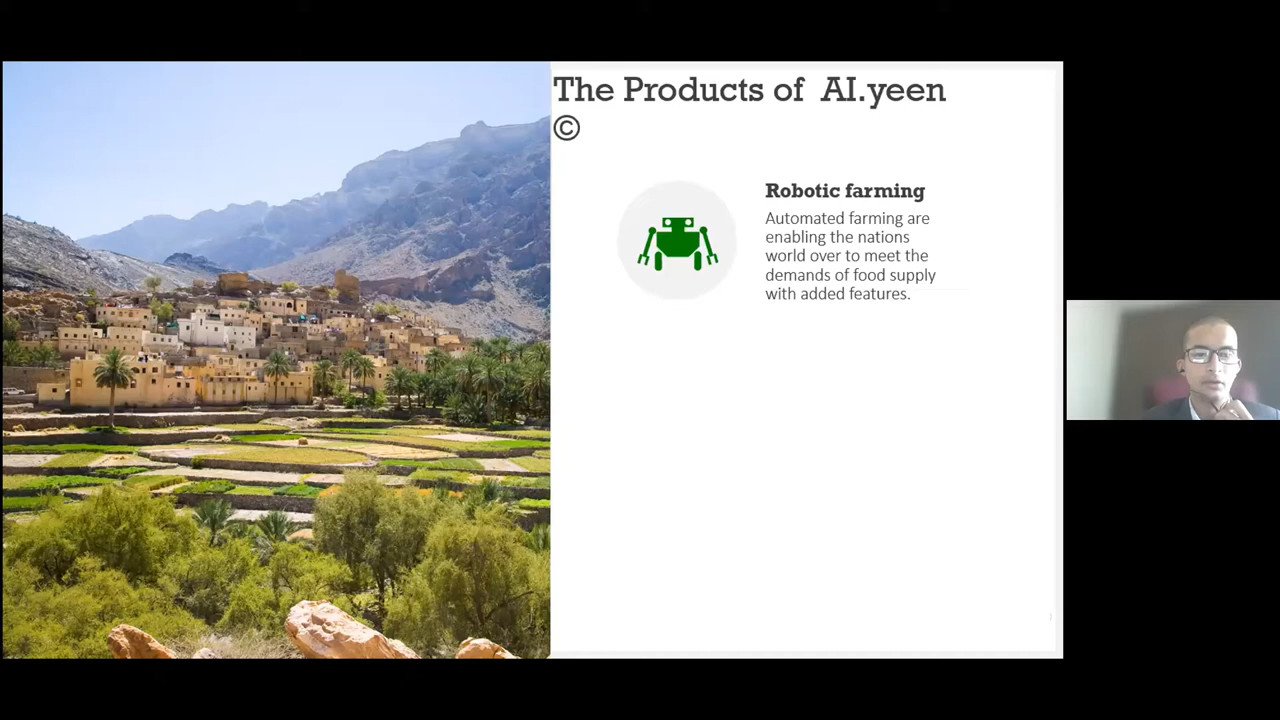 The Products of AI.yeen
©
Robotic farming
Automated farming are
enabling the nations
world over to meet the
demands of food supply
with added features.